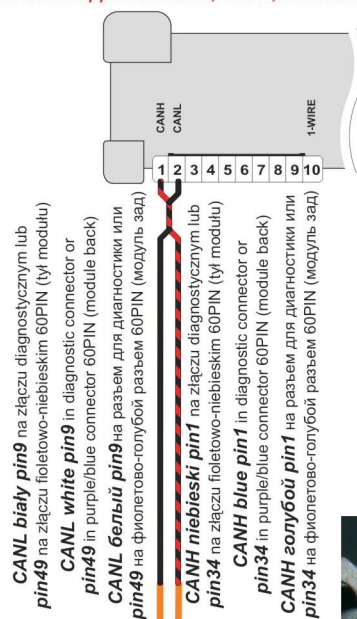 CANH
CANL
1-WIRE
1 2 3 4 5 6 7 8 9 10
CANL biały pin9 na złączu diagnostycznym lub
pin49 na złączu fioletowo-niebieskim 60PIN (tył modułu)
CANL white pin9 in diagnostic connector or
pin49 in purple/blue connector 60PIN (module back)
CANL белый pin9на разъем для диагностики или
pin49 на фиолетово-голубой разъем 60PIN (модуль зад)
CANH niebieski pin1 na złączu diagnostycznym lub
pin34 na złączu fioletowo-niebieskim 60PIN (tył modułu)
CANH blue pin1 in diagnostic connector or
pin34 in purple/blue connector 60PIN (module back)
CANH голубой pin1 на разъем для диагностики или
pin34 на фиолетово-голубой разъем 60PIN (модуль зад)